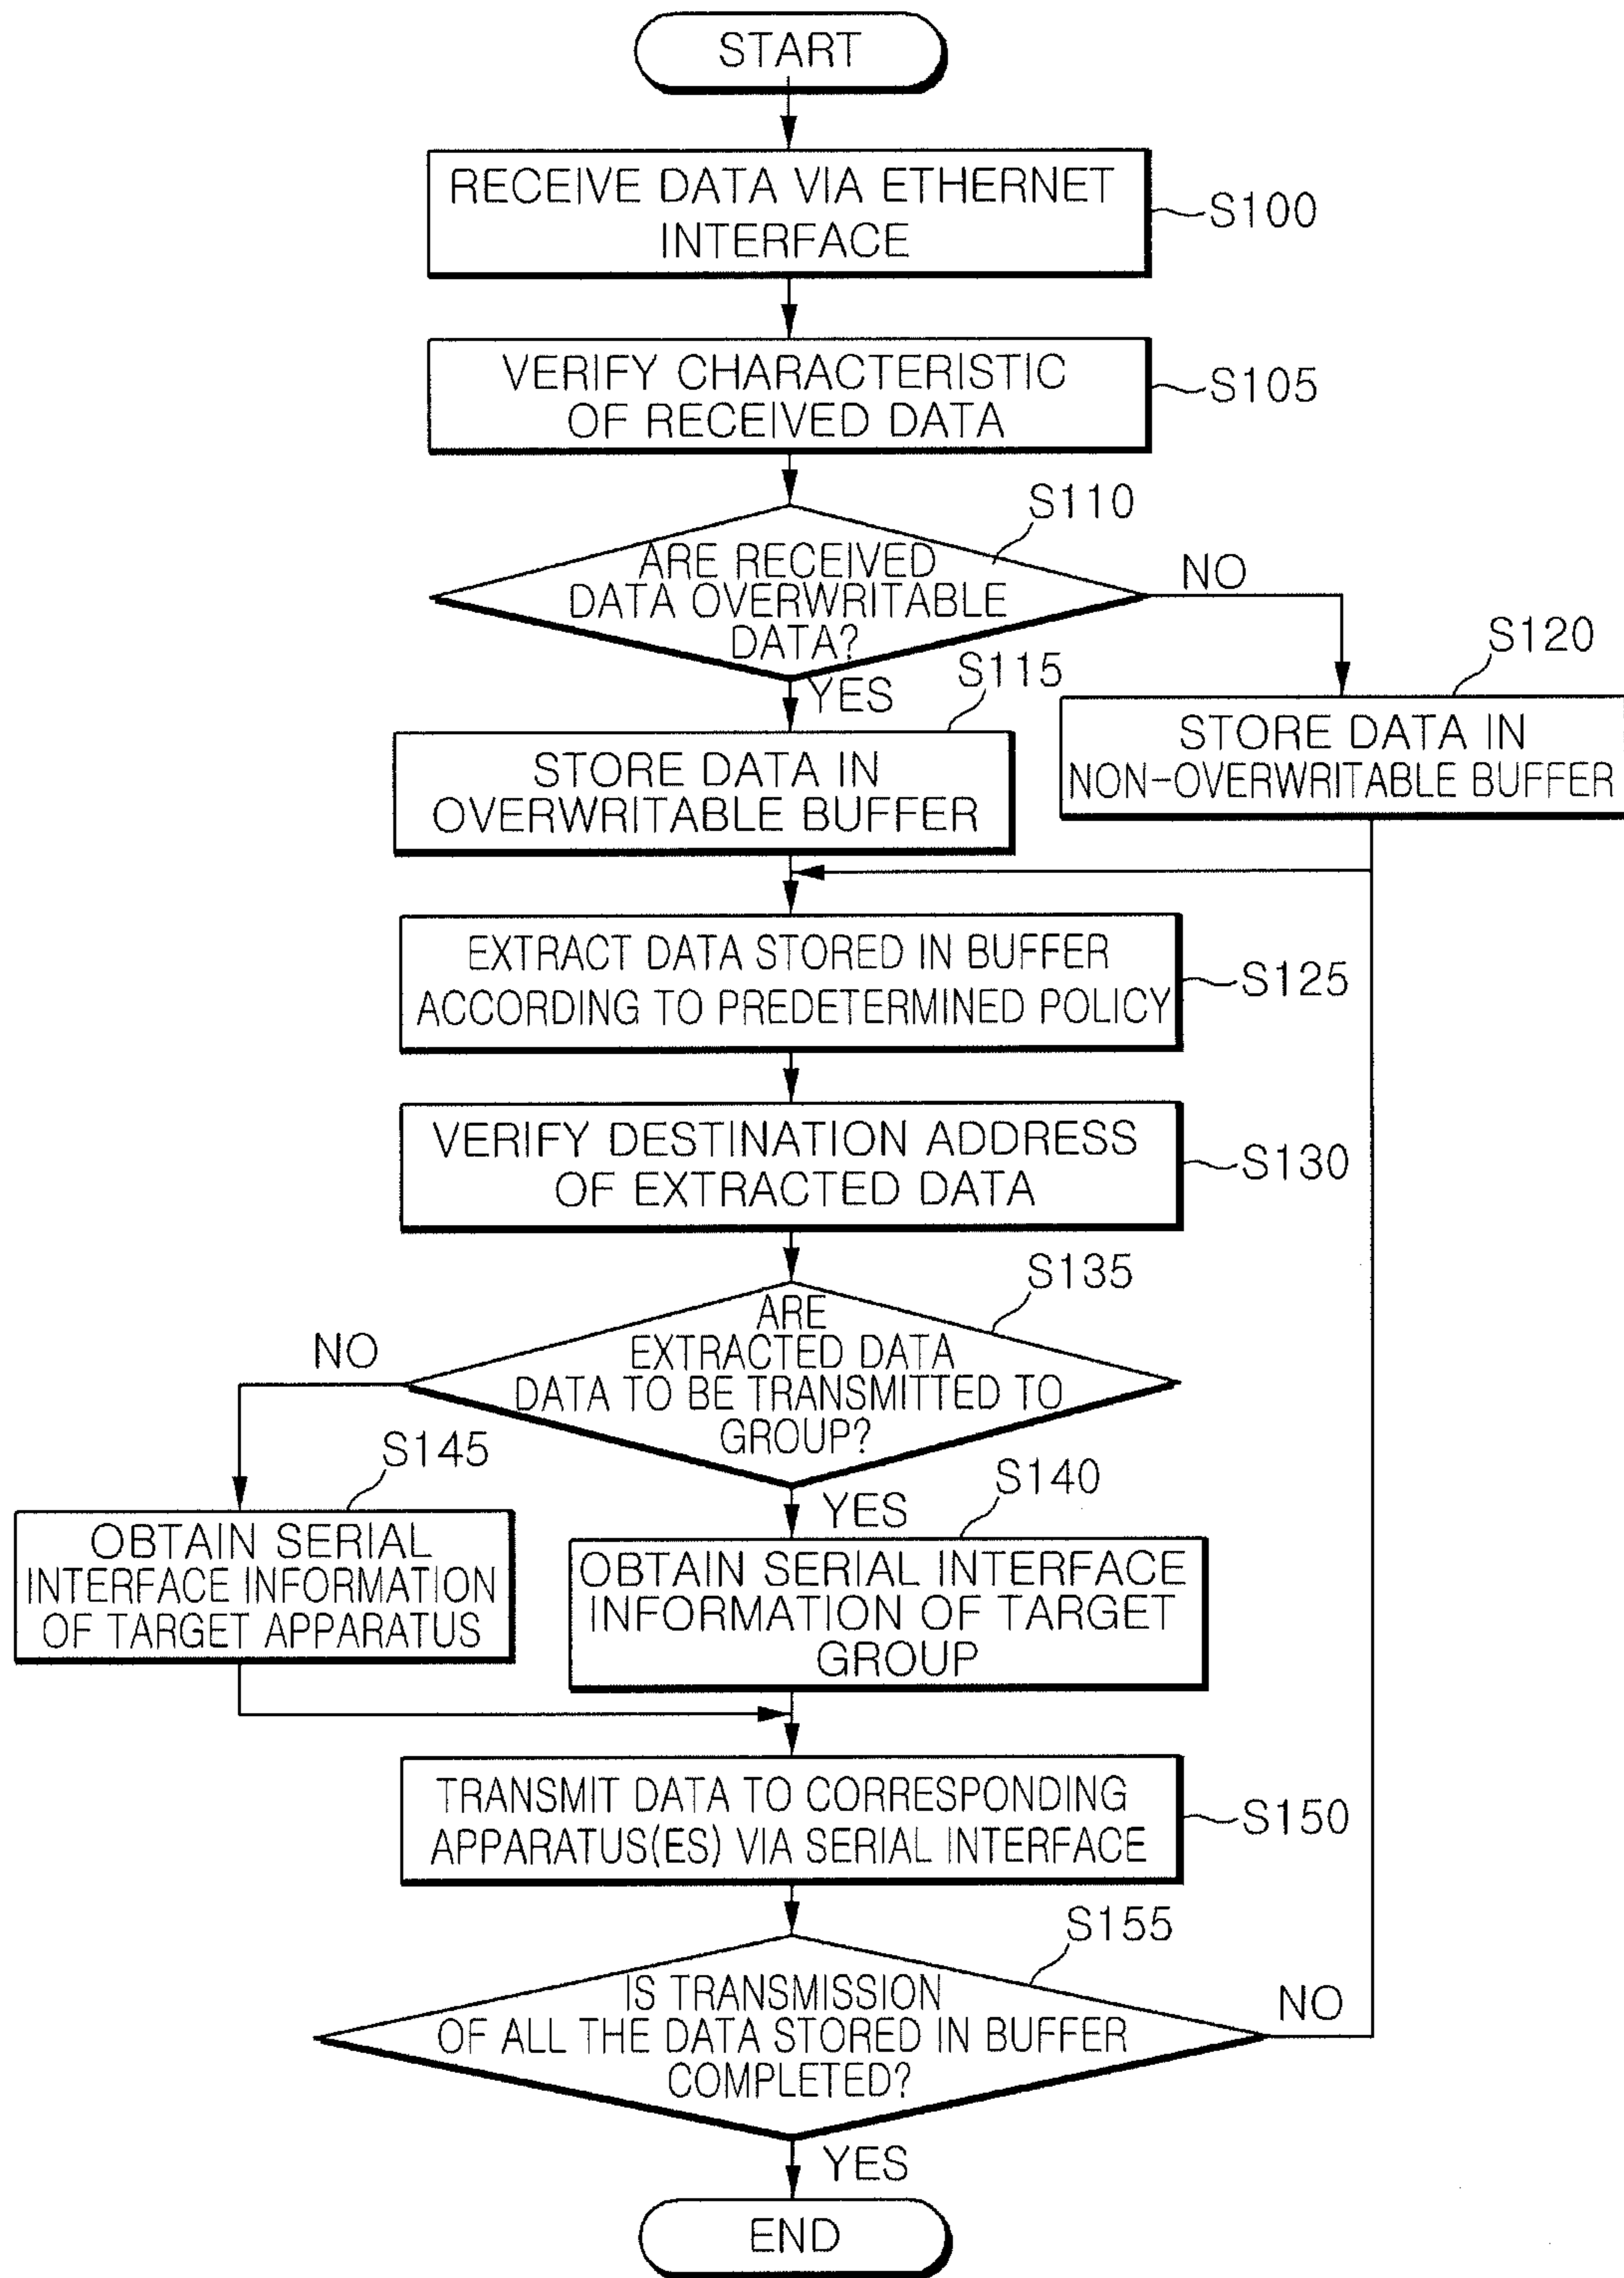 START
RECEIVE DATA VIA ETHERNET
INTERFACE
S100
VERIFY CHARACTERISTIC
OF RECEIVED DATA
S105
S110
ARE RECEIVED
DATA OVERWRITABLE
DATA?
NO
YES
S115
S120
STORE DATA IN
OVERWRITABLE BUFFER
STORE DATA IN
NON-OVERWRITABLE BUFFER
EXTRACT DATA STORED IN BUFFER
ACCORDING TO PREDETERMINED POLICY
S125
VERIFY DESTINATION ADDRESS
OF EXTRACTED DATA
S130
S135
ARE
EXTRACTED DATA
DATA TO BE TRANSMITTED TO
GROUP?
NO
YES
S145
S140
OBTAIN SERIAL
INTERFACE INFORMATION
OF TARGET APPARATUS
OBTAIN SERIAL INTERFACE
INFORMATION OF TARGET
GROUP
TRANSMIT DATA TO CORRESPONDING
APPARATUS(ES) VIA SERIAL INTERFACE
S150
S155
IS TRANSMISSION
OF ALL THE DATA STORED IN BUFFER
COMPLETED?
NO
YES
END